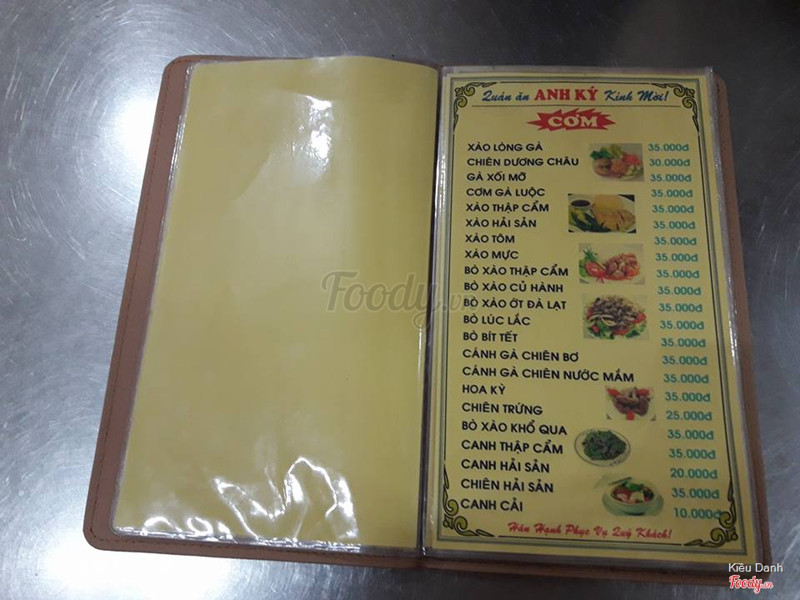 Quán ăn ANH KÝ Kính Mời!
CƠM
XÀO LÒNG GÀ 35.000đ
CHIÊN DƯƠNG CHÂU 30.000đ
GÀ XỐI MỠ 35.000đ
CƠM GÀ LUỘC 35.000đ
XÀO THẬP CẨM 35.000đ
XÀO HẢI SẢN 35.000đ
XÀO TÔM 35.000đ
XÀO MỰC 35.000đ
BÒ XÀO THẬP CẨM 35.000đ
BÒ XÀO CỦ HÀNH 35.000đ
BÒ XÀO ỚT ĐÀ LẠT 35.000đ
BÒ LÚC LẮC 35.000đ
BÒ BÍT TẾT 35.000đ
CÁNH GÀ CHIÊN BƠ 35.000đ
CÁNH GÀ CHIÊN NƯỚC MẮM 35.000đ
HOA KỲ 35.000đ
CHIÊN TRỨNG 25.000đ
BÒ XÀO KHỔ QUA 35.000đ
CANH THẬP CẨM 35.000đ
CANH HẢI SẢN 20.000đ
CHIÊN HẢI SẢN 35.000đ
CANH CẢI 10.000đ
Hân Hạnh Phục Vụ Quý Khách!
Foody.vn
Kiều Danh
Foody.vn